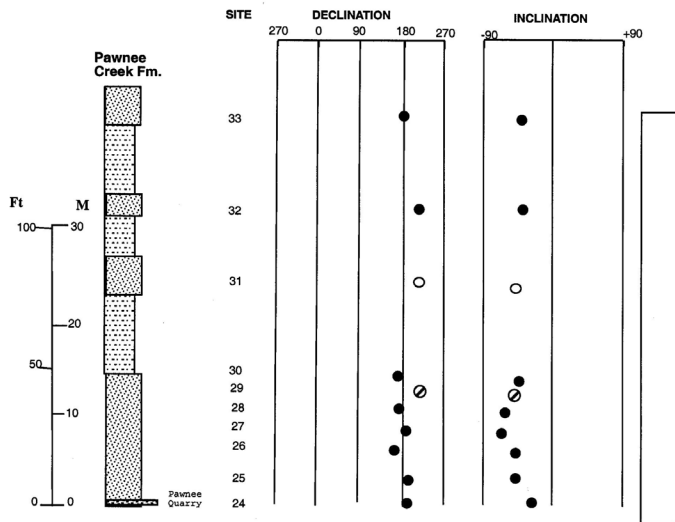 SITE DECLINATION INCLINATION
270 0 90 180 270 -90 +90
Pawnee
Creek Fm.
33
Ft M 32
100 30
31
20
50 30
29
28
10 27
26
25
Pawnee
Quarry
0 0 24